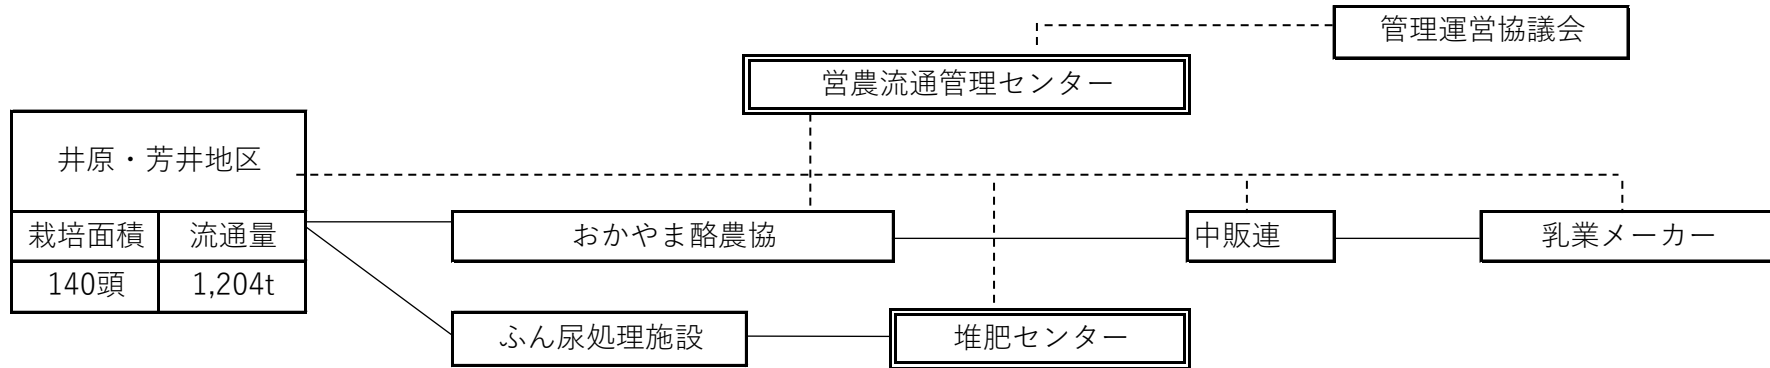 管理運営協議会
営農流通管理センター
井原・芳井地区
栽培面積 流通量
140頭 1,204t
おかやま酪農協
中販連
乳業メーカー
ふん尿処理施設
堆肥センター